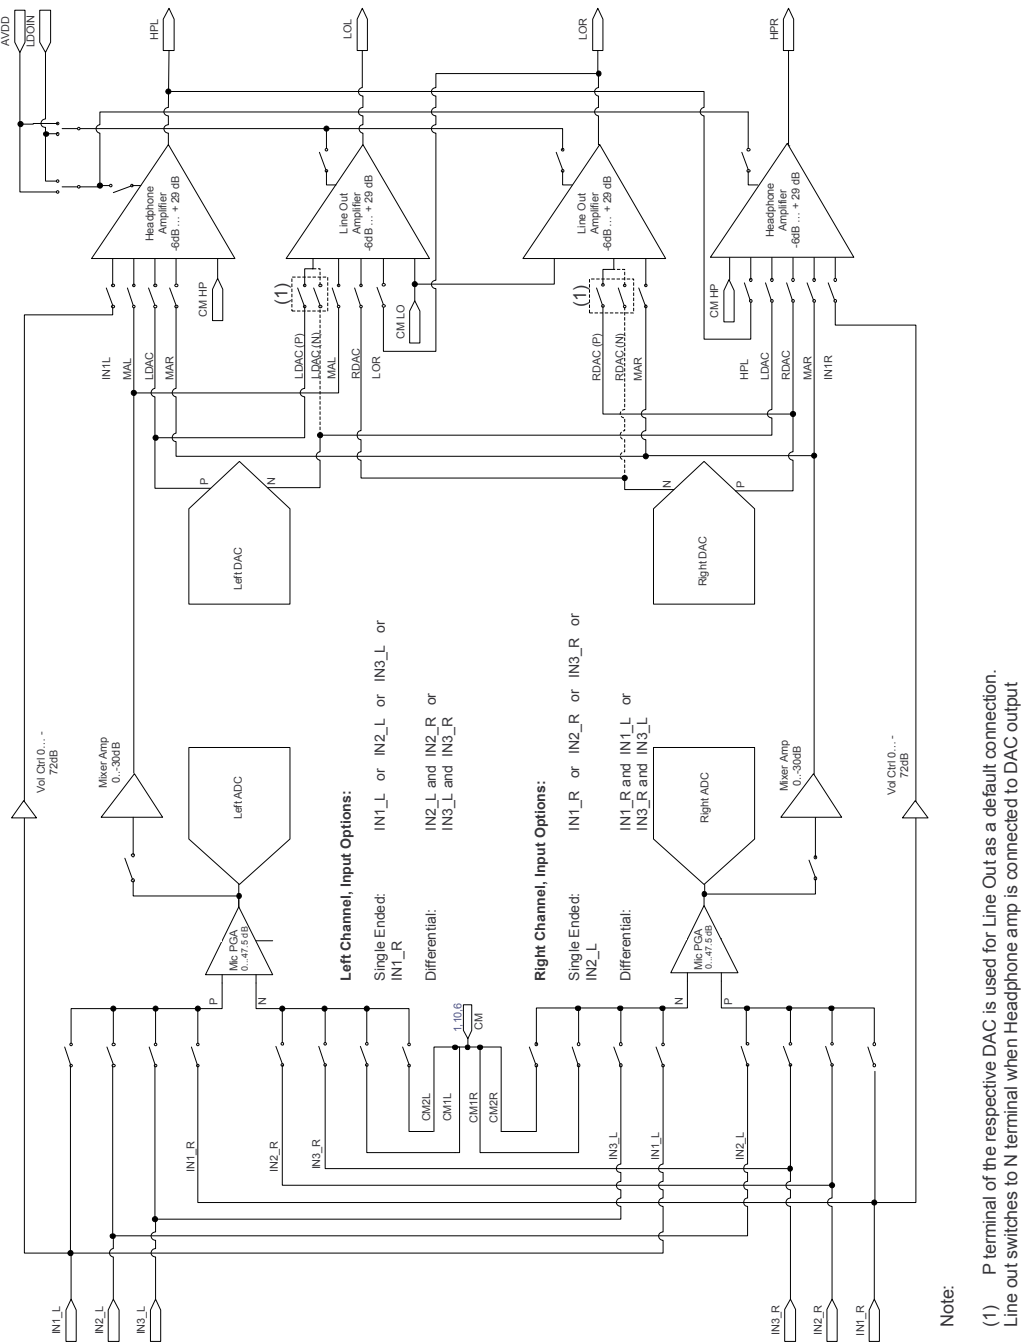 AVDD
LDOIN
HPL
LOL
LOR
HPR
Headphone
Amplifier
-6dB ... + 29 dB
Line Out
Amplifier
-6dB ... + 29 dB
Line Out
Amplifier
-6dB ... + 29 dB
Headphone
Amplifier
-6dB ... + 29 dB
CM HP
(1)
CM LO
(1)
CM HP
IN1L
MAL
LDAC
MAR
LDAC (P)
LDAC (N)
MAL
RDAC
LOR
RDAC (P)
RDAC (N)
MAR
HPL
LDAC
RDAC
MAR
IN1R
P
N
Left DAC
N
P
Right DAC
Vol Ctrl 0... -
72dB
Mixer Amp
0..-30dB
Left ADC
Right ADC
Mixer Amp
0..-30dB
Vol Ctrl 0... -
72dB
Left Channel, Input Options:
Single Ended: IN1_L or IN2_L or IN3_L or
IN1_R
Differential: IN2_L and IN2_R or
IN3_L and IN3_R
Right Channel, Input Options:
Single Ended: IN1_R or IN2_R or IN3_R or
IN2_L
Differential: IN1_R and IN1_L or
IN3_R and IN3_L
Mic PGA
0...47.5 dB
P
N
Mic PGA
0...47.5 dB
N
P
1,10,6
CM
CM2L
CM1L
CM1R
CM2R
IN1_R
IN2_R
IN3_R
IN3_L
IN1_L
IN2_L
IN1_L
IN2_L
IN3_L
IN3_R
IN2_R
IN1_R
Note:
(1) P terminal of the respective DAC is used for Line Out as a default connection.
Line out switches to N terminal when Headphone amp is connected to DAC output